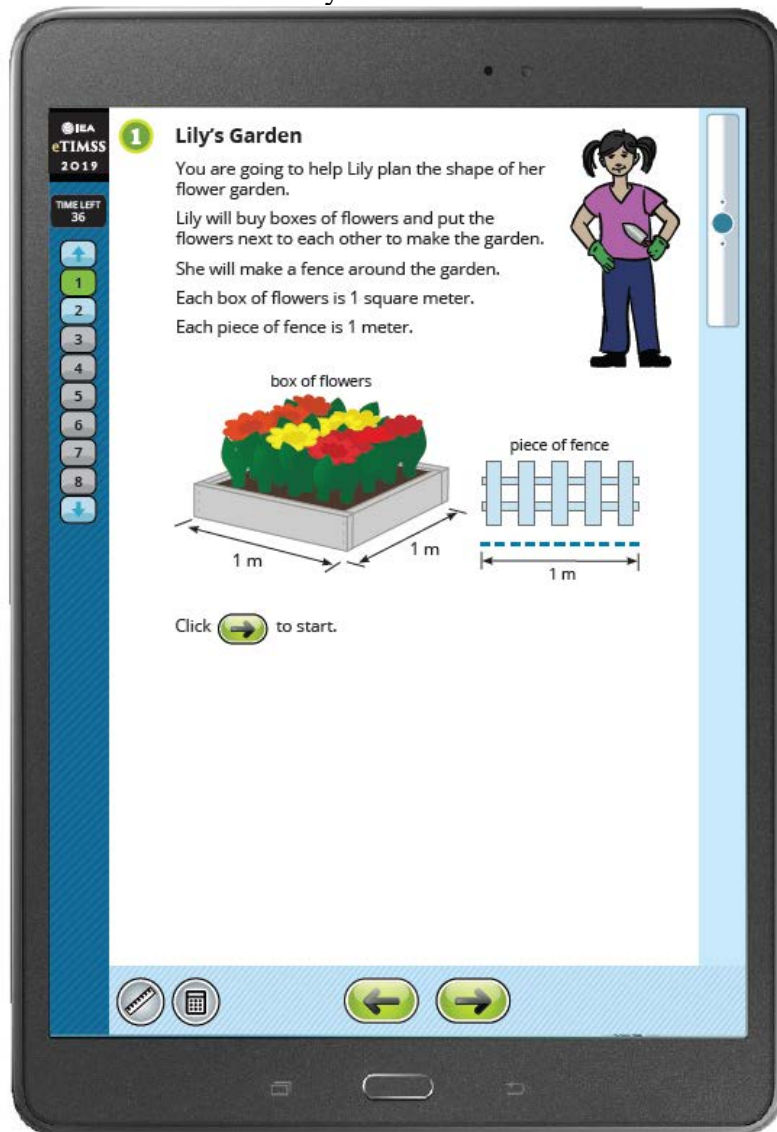 IEA
eTIMSS
2019
TIME LEFT
36
1
2
3
4
5
6
7
8
1
Lily's Garden
You are going to help Lily plan the shape of her
flower garden.
Lily will buy boxes of flowers and put the
flowers next to each other to make the garden.
She will make a fence around the garden.
Each box of flowers is 1 square meter.
Each piece of fence is 1 meter.
box of flowers
1 m
1 m
piece of fence
1 m
Click to start.